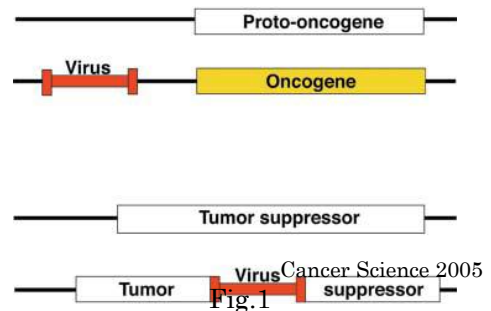 Proto-oncogene
Virus
Oncogene
Tumor suppressor
Virus
Cancer Science 2005
Tumor
suppressor
Fig.1